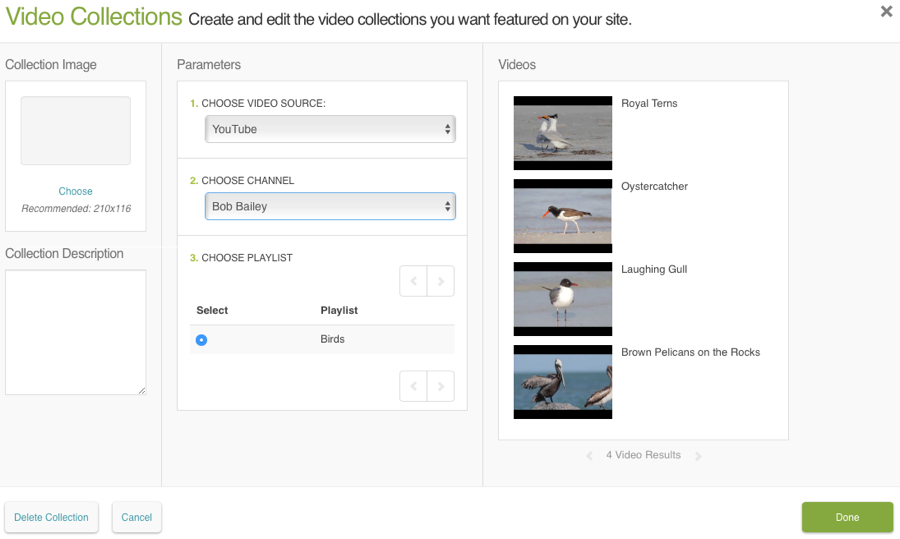 Video Collections Create and edit the video collections you want featured on your site.
×
Collection Image
Choose
Recommended: 210x116
Collection Description
Parameters
1. CHOOSE VIDEO SOURCE:
YouTube
2. CHOOSE CHANNEL
Bob Bailey
3. CHOOSE PLAYLIST
Select Playlist
Birds
Videos
Royal Terns
Oystercatcher
Laughing Gull
Brown Pelicans on the Rocks
4 Video Results
Delete Collection
Cancel
Done